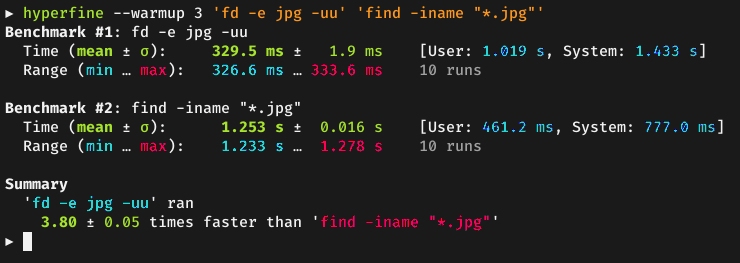 ▶ hyperfine --warmup 3 'fd -e jpg -uu' 'find -iname "*.jpg"'
Benchmark #1: fd -e jpg -uu
  Time (mean ± σ):     329.5 ms ±   1.9 ms    [User: 1.019 s, System: 1.433 s]
  Range (min … max):   326.6 ms … 333.6 ms    10 runs

Benchmark #2: find -iname "*.jpg"
  Time (mean ± σ):      1.253 s ±  0.016 s    [User: 461.2 ms, System: 777.0 ms]
  Range (min … max):    1.233 s …  1.278 s    10 runs

Summary
  'fd -e jpg -uu' ran
    3.80 ± 0.05 times faster than 'find -iname "*.jpg"'
▶